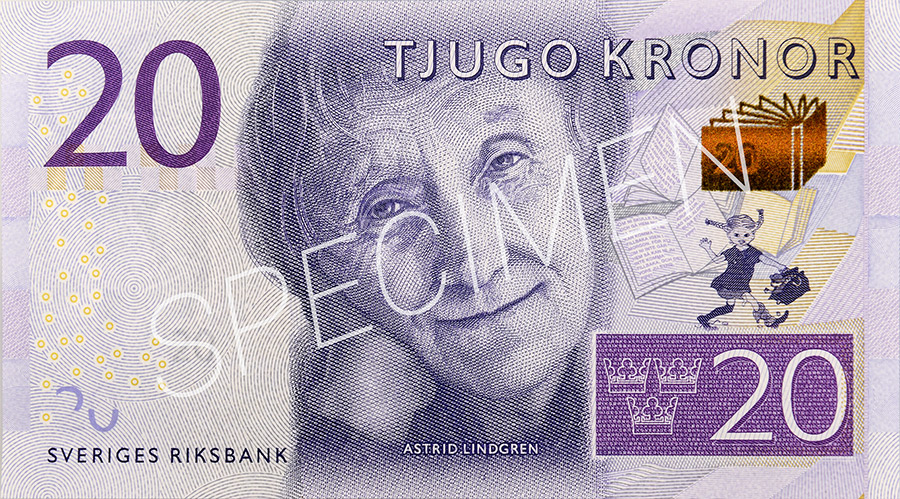 20
TJUGO KRONOR
20
SPECIMEN
20
SVERIGES RIKSBANK
ASTRID LINDGREN